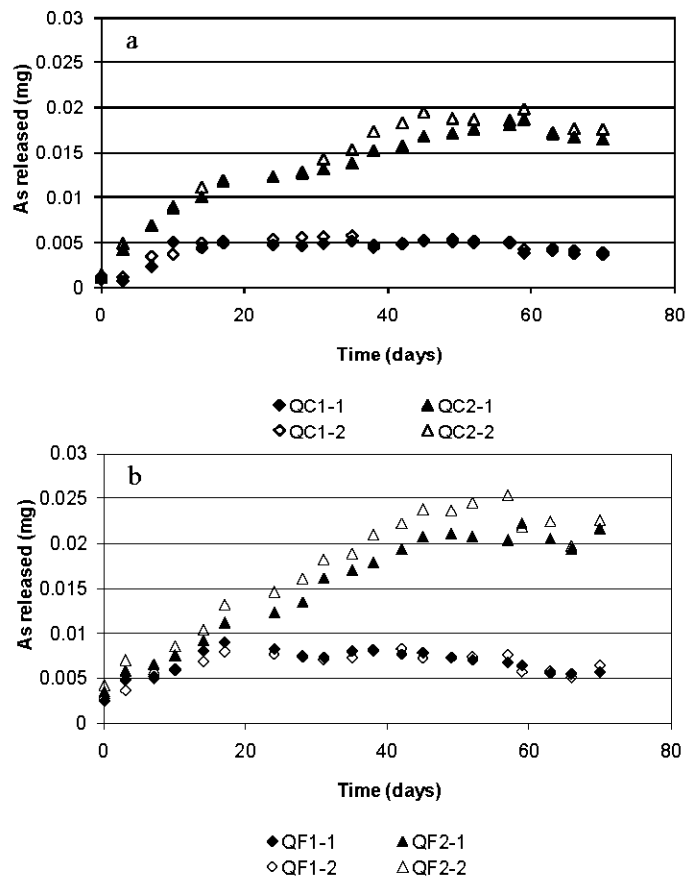 a
0.03
0.025
0.02
0.015
0.01
0.005
0
As released (mg)
0 20 40 60 80
Time (days)
QC1-1 QC2-1
QC1-2 QC2-2
b
0.03
0.025
0.02
0.015
0.01
0.005
0
As released (mg)
0 20 40 60 80
Time (days)
QF1-1 QF2-1
QF1-2 QF2-2